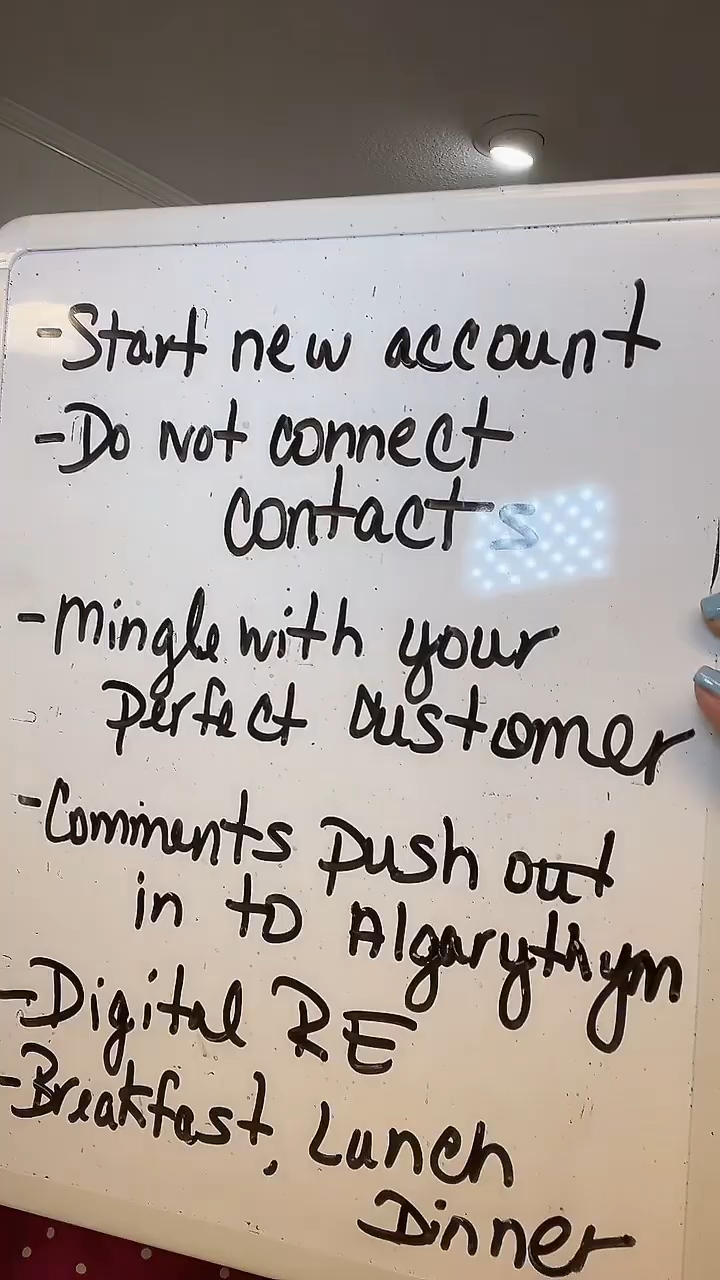 - Start new account
- Do Not connect
contacts
- Mingle with your
perfect customer
- Comments push out
in to Algarythym
- Digital RE
- Breakfast, Lunch
Dinner